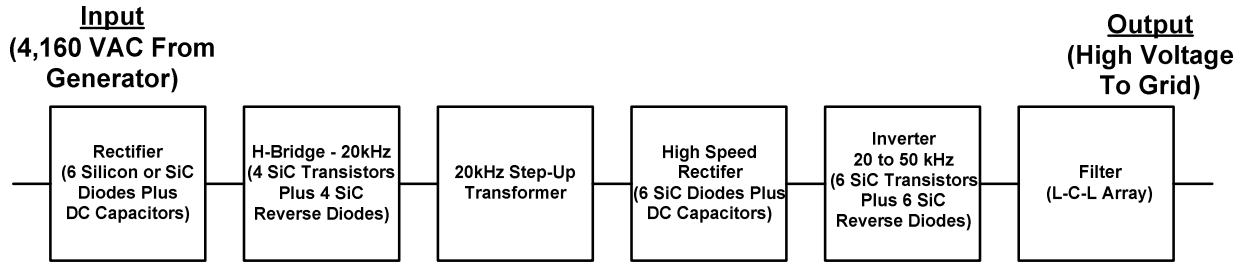 Input
(4,160 VAC From
Generator)
Output
(High Voltage
To Grid)
Rectifier
(6 Silicon or SiC
Diodes Plus
DC Capacitors)
H-Bridge - 20kHz
(4 SiC Transistors
Plus 4 SiC
Reverse Diodes)
20kHz Step-Up
Transformer
High Speed
Rectifer
(6 SiC Diodes Plus
DC Capacitors)
Inverter
20 to 50 kHz
(6 SiC Transistors
Plus 6 SiC
Reverse Diodes)
Filter
(L-C-L Array)